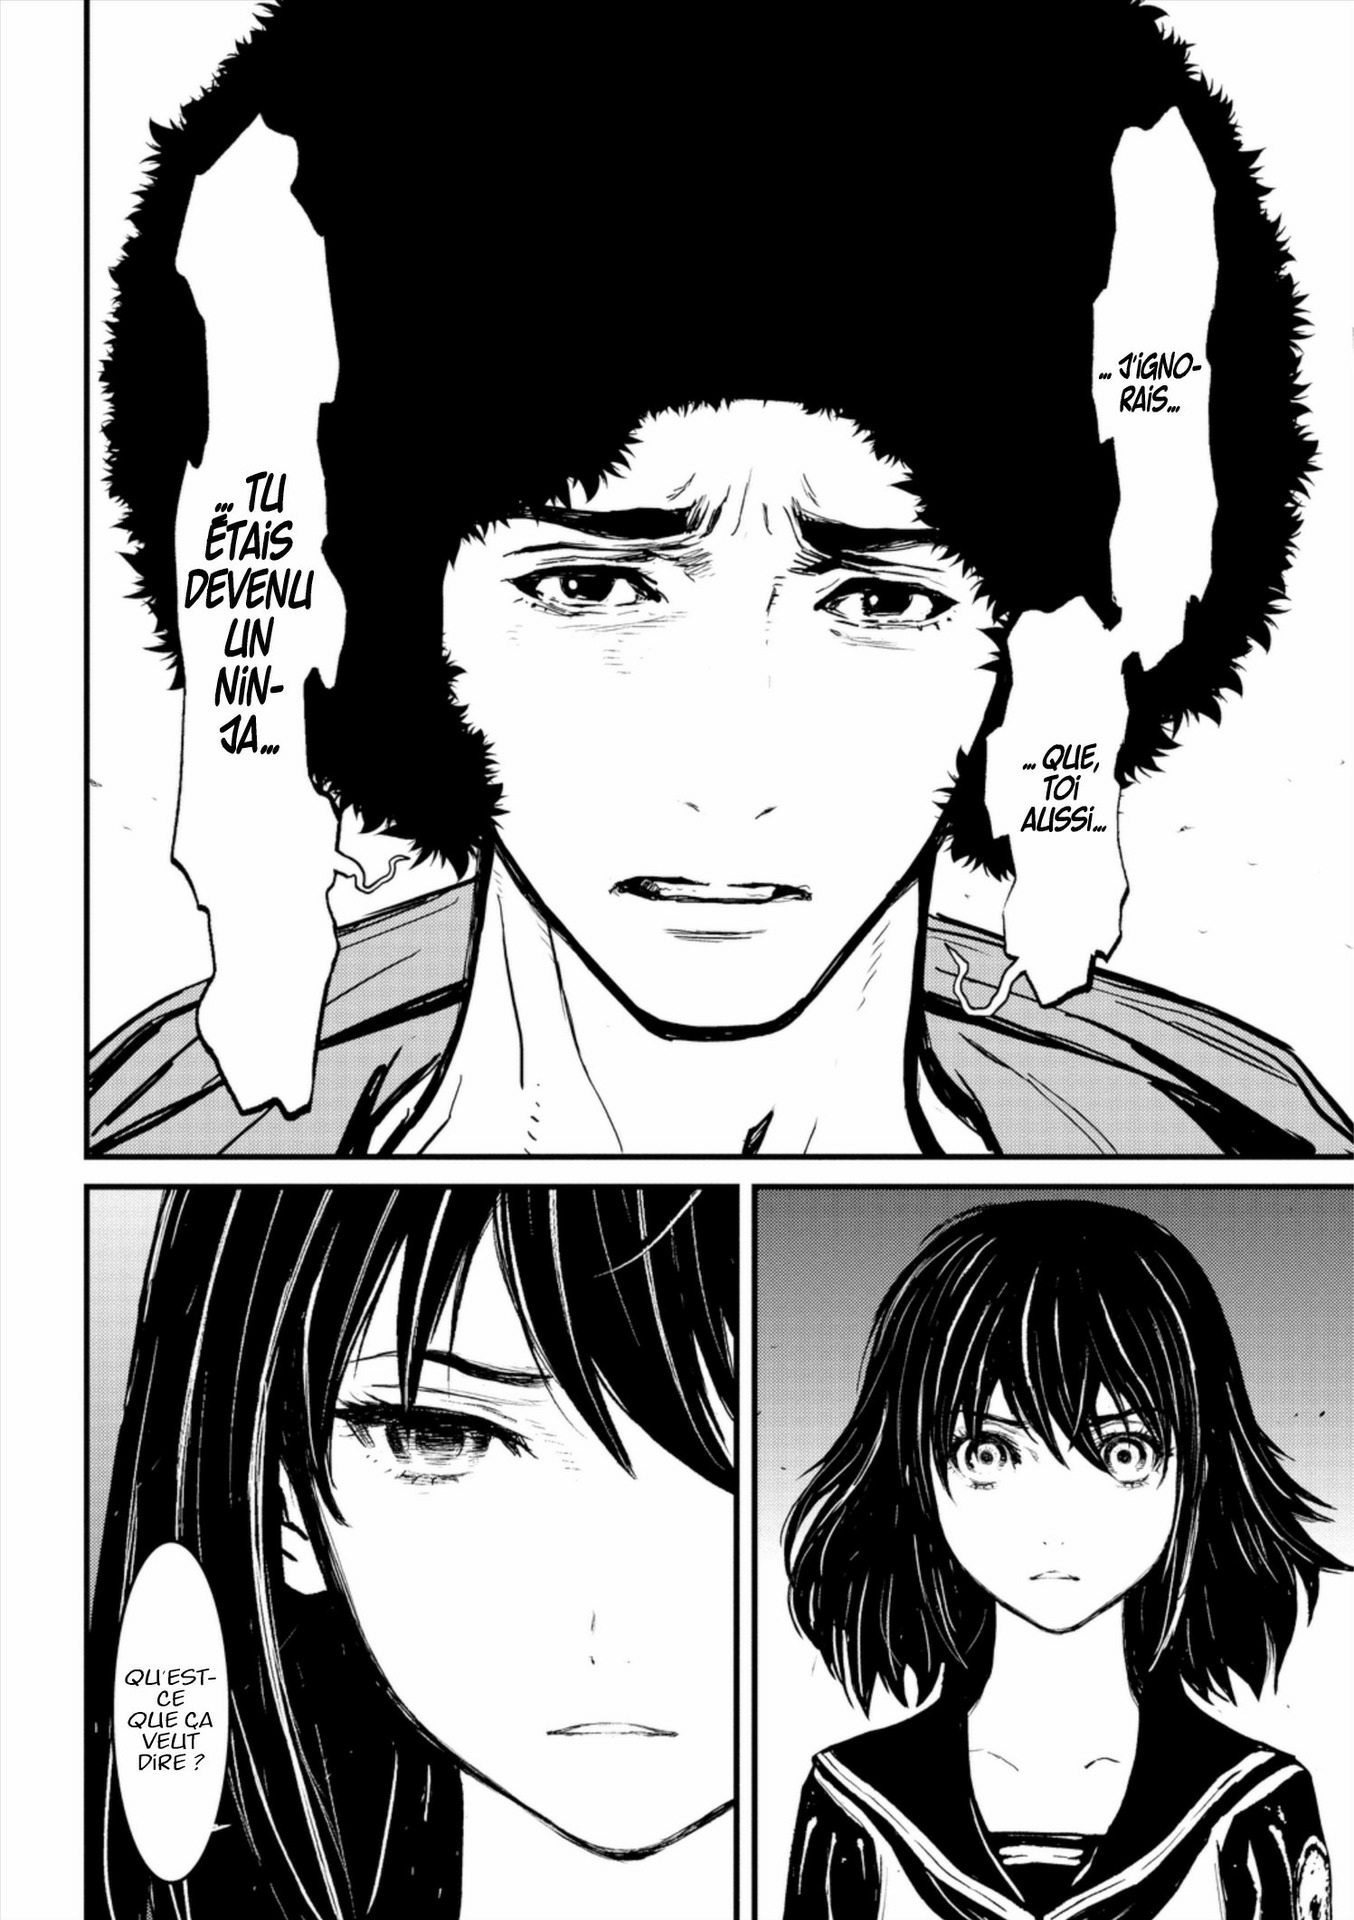 ... J'IGNO-
RAIS...
... QUE,
TOI
AUSSI...
... TU
ÉTAIS
DEVENU
UN
NIN-
JA...
QU'EST-
CE
QUE ÇA
VEUT
DIRE ?